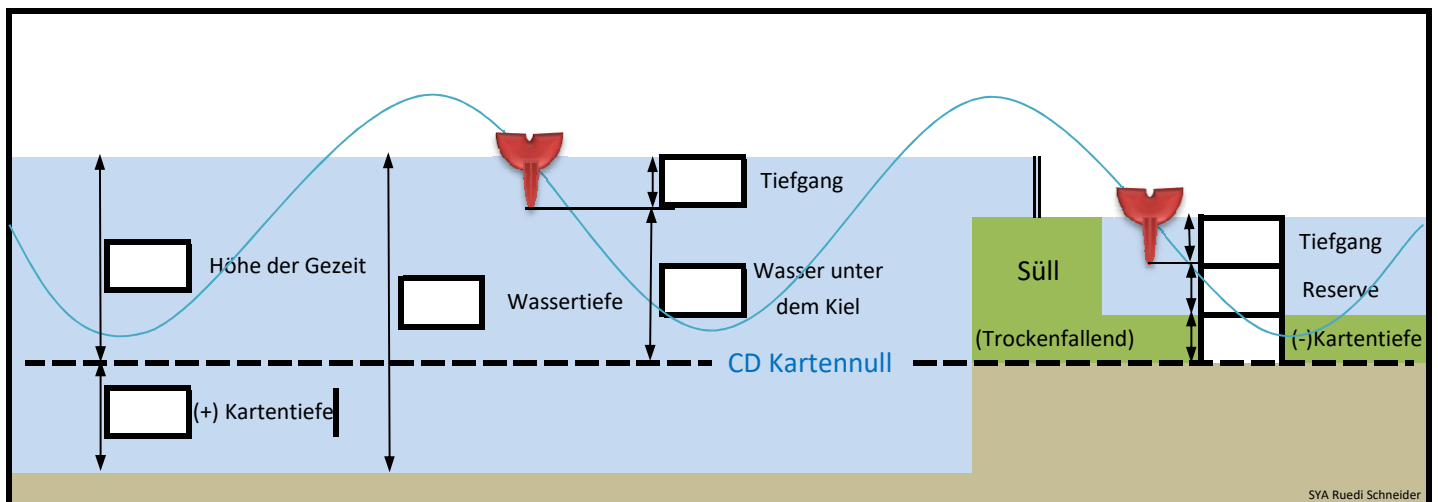 Höhe der Gezeit
(+) Kartentiefe
Wassertiefe
Tiefgang
Wasser unter
dem Kiel
CD Kartennull
Süll
(Trockenfallend)
Tiefgang
Reserve
(-)Kartentiefe
SYA Ruedi Schneider